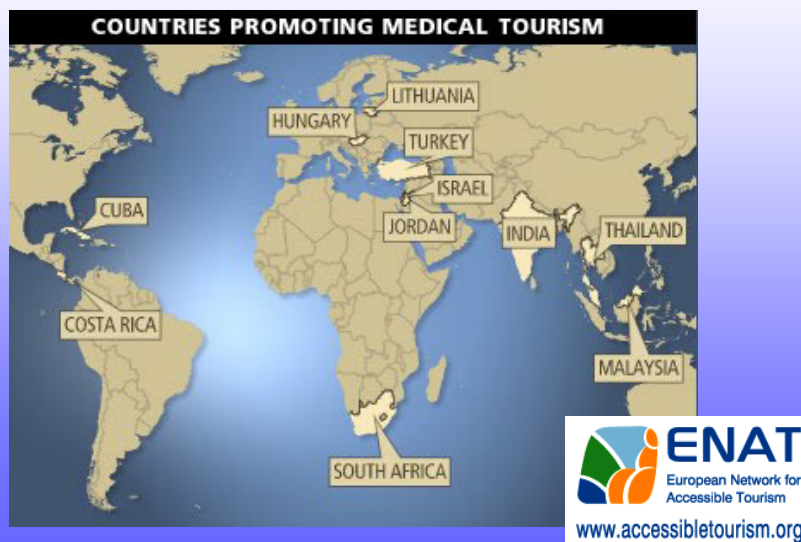 COUNTRIES PROMOTING MEDICAL TOURISM
LITHUANIA
HUNGARY
TURKEY
ISRAEL
CUBA
JORDAN
INDIA
THAILAND
COSTA RICA
MALAYSIA
SOUTH AFRICA
ENAT
European Network for
Accessible Tourism
www.accessibletourism.org